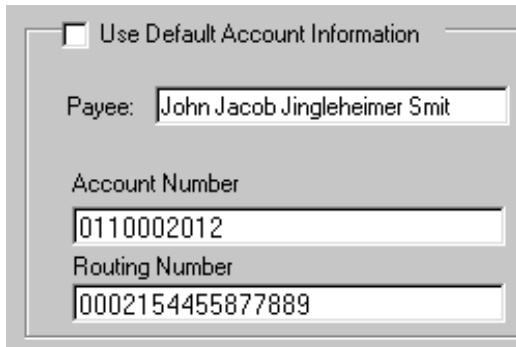 Use Default Account Information
Payee: John Jacob Jingleheimer Smit
Account Number
0110002012
Routing Number
0002154455877889